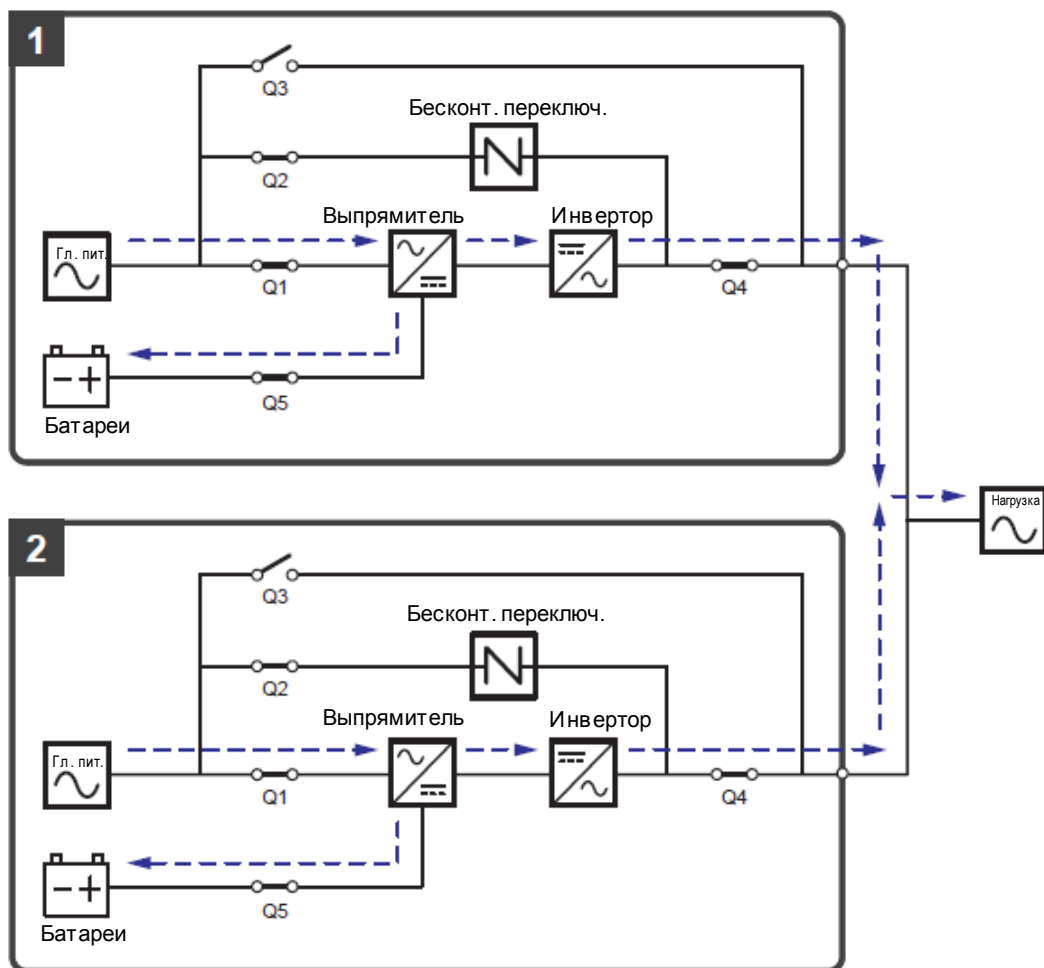 1
Q3
Бесконт. переключ.
Q2
Выпрямитель
Инвертор
Гл. пит.
Q1
Q4
Q5
Батареи
Нагрузка
2
Q3
Бесконт. переключ.
Q2
Выпрямитель
Инвертор
Гл. пит.
Q1
Q4
Q5
Батареи